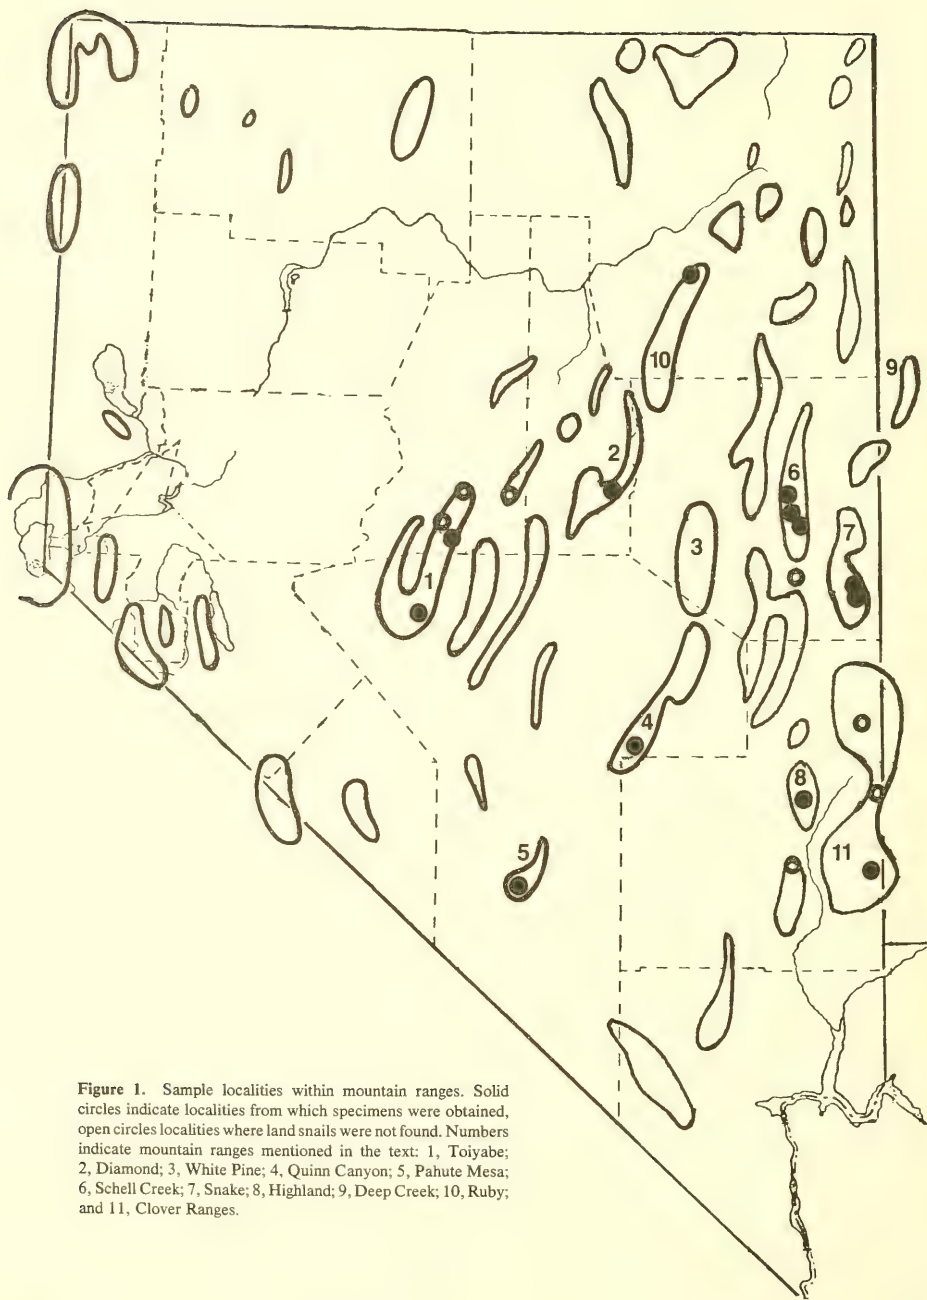 10
9
2
6
7
3
1
4
8
5
11
Figure 1. Sample localities within mountain ranges. Solid
circles indicate localities from which specimens were obtained,
open circles localities where land snails were not found. Numbers
indicate mountain ranges mentioned in the text: 1, Toiyabe;
2, Diamond; 3, White Pine; 4, Quinn Canyon; 5, Pahute Mesa;
6, Schell Creek; 7, Snake; 8, Highland; 9, Deep Creek; 10, Ruby;
and 11, Clover Ranges.